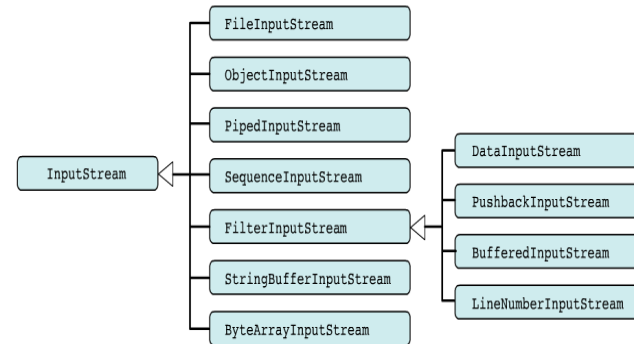 FileInputStream
ObjectInputStream
PipedInputStream
InputStream
SequenceInputStream
FilterInputStream
StringBufferInputStream
ByteArrayInputStream
DataInputStream
PushbackInputStream
BufferedInputStream
LineNumberInputStream